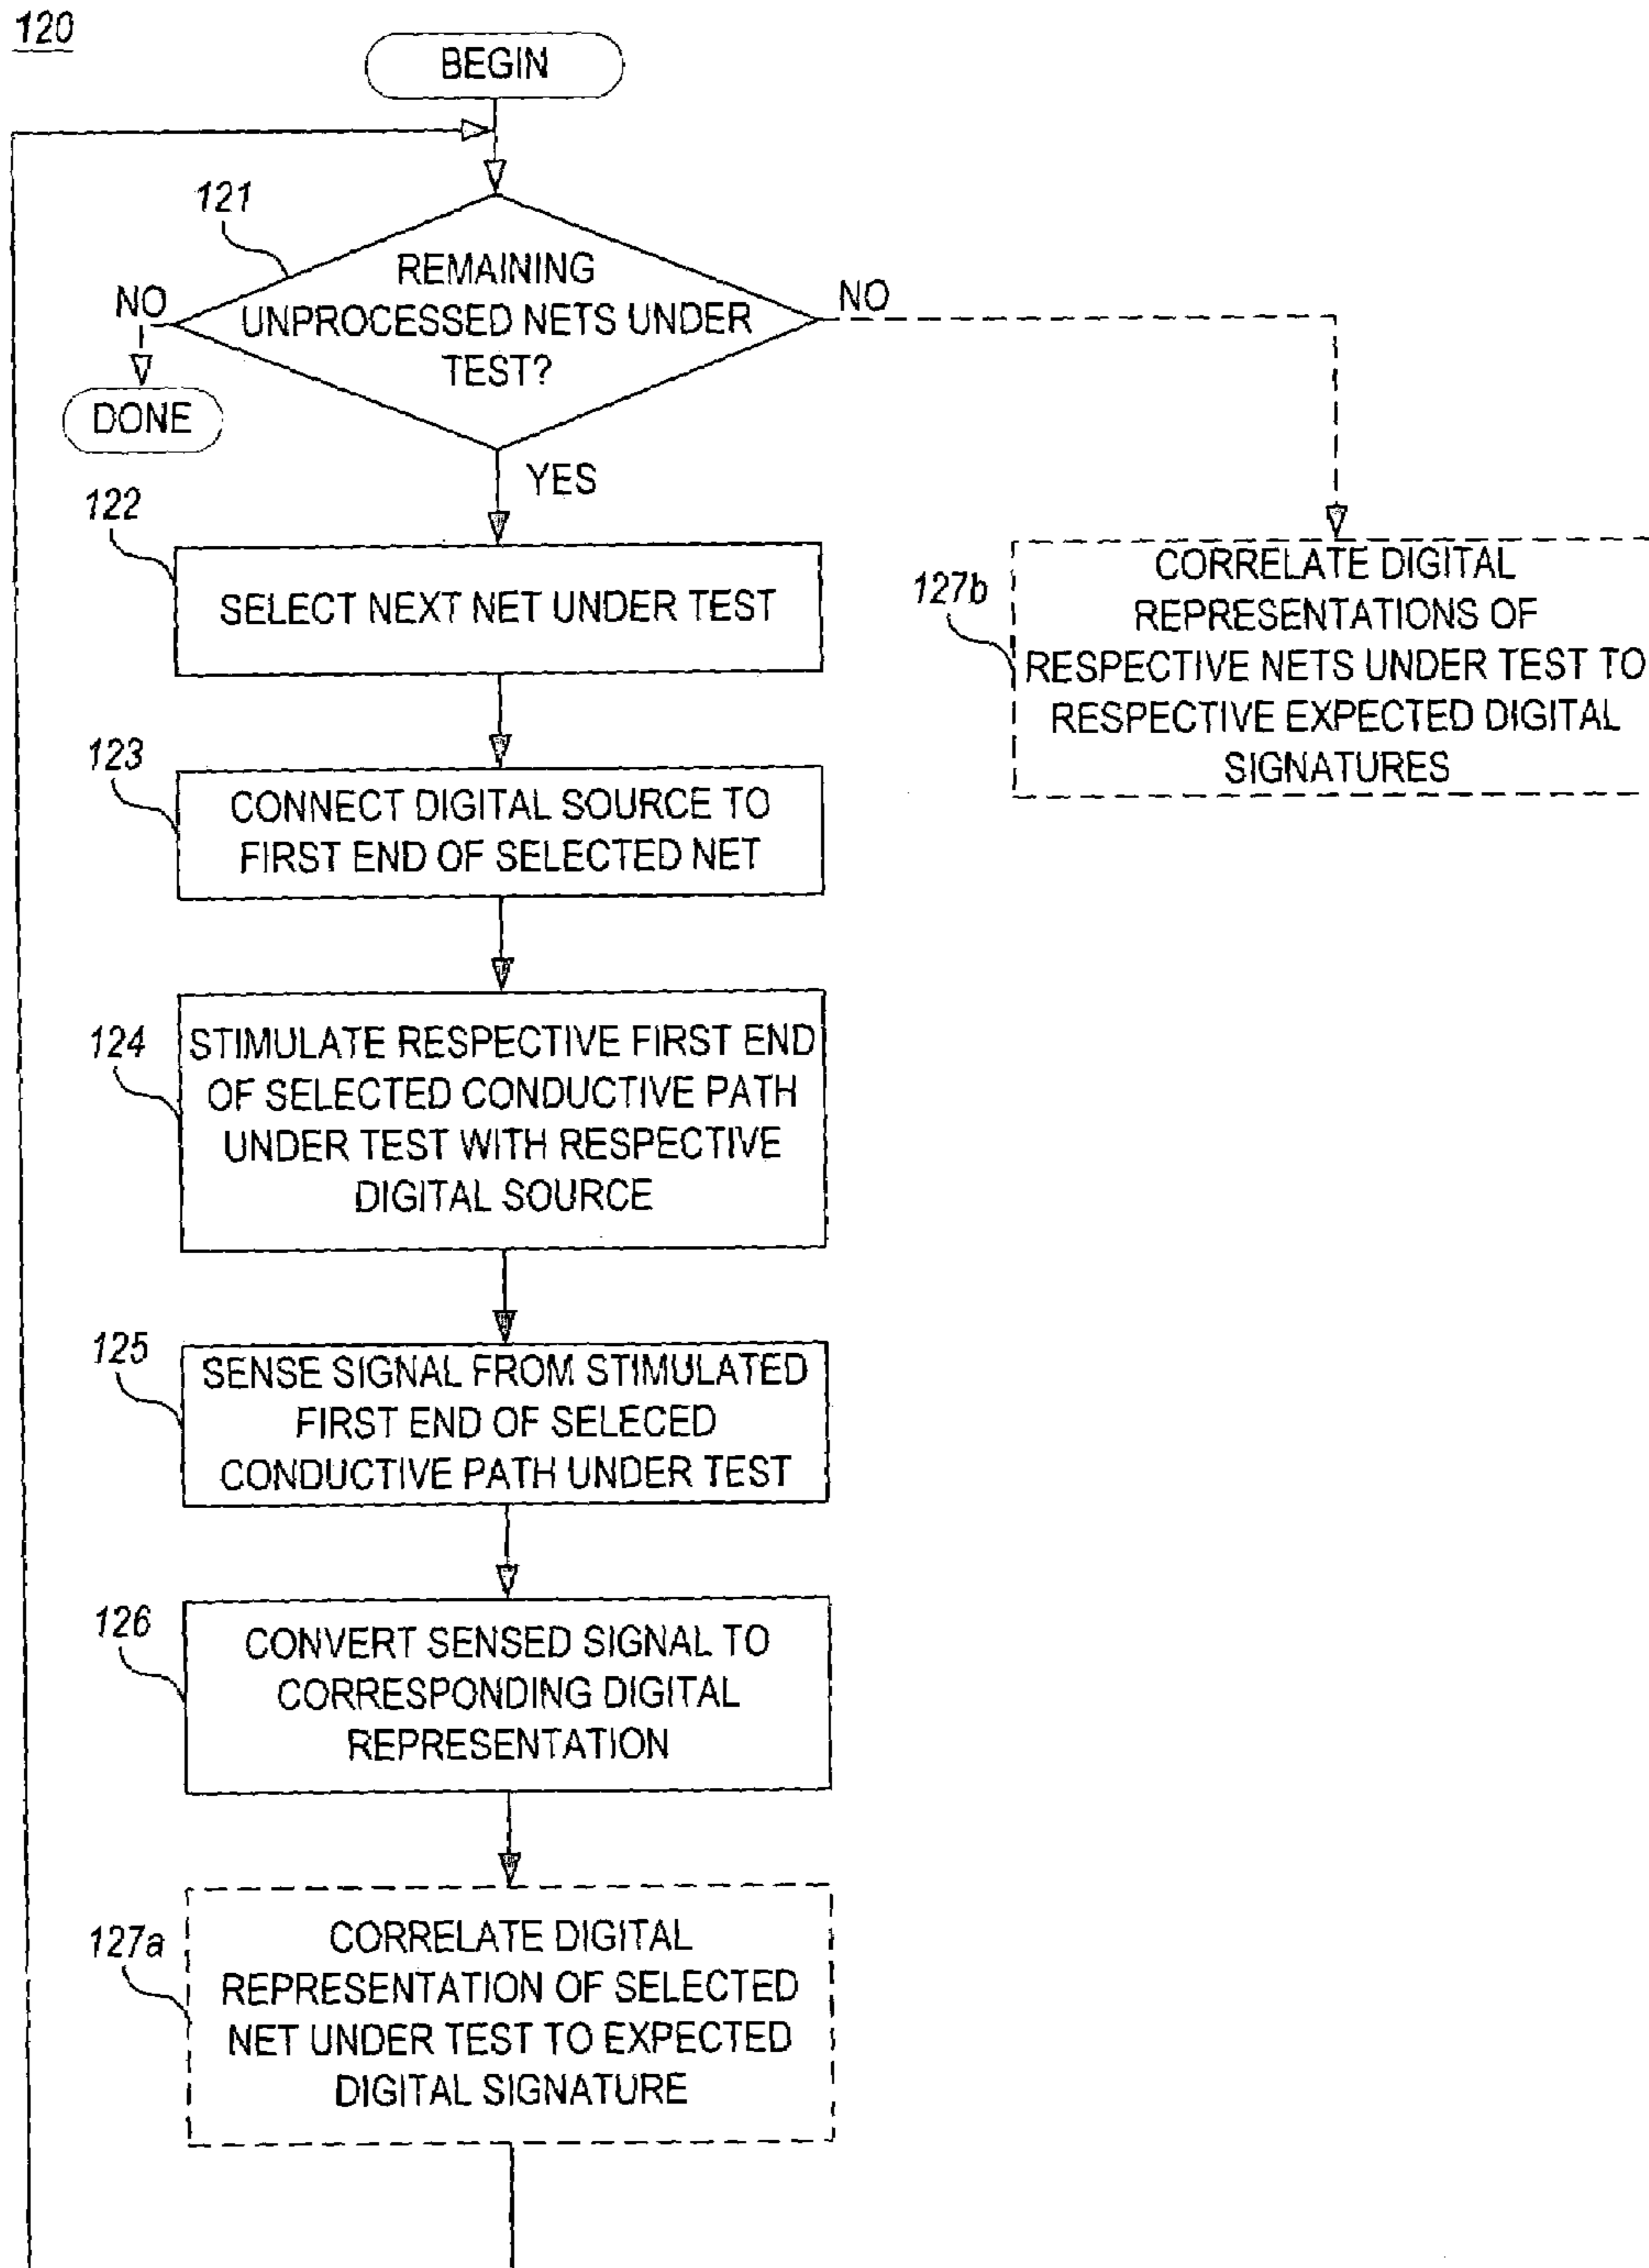 120
BEGIN
121
REMAINING
UNPROCESSED NETS UNDER
TEST?
NO
NO
DONE
YES
122
SELECT NEXT NET UNDER TEST
127b
CORRELATE DIGITAL
REPRESENTATIONS OF
RESPECTIVE NETS UNDER TEST TO
RESPECTIVE EXPECTED DIGITAL
SIGNATURES
123
CONNECT DIGITAL SOURCE TO
FIRST END OF SELECTED NET
124
STIMULATE RESPECTIVE FIRST END
OF SELECTED CONDUCTIVE PATH
UNDER TEST WITH RESPECTIVE
DIGITAL SOURCE
125
SENSE SIGNAL FROM STIMULATED
FIRST END OF SELECED
CONDUCTIVE PATH UNDER TEST
126
CONVERT SENSED SIGNAL TO
CORRESPONDING DIGITAL
REPRESENTATION
127a
CORRELATE DIGITAL
REPRESENTATION OF SELECTED
NET UNDER TEST TO EXPECTED
DIGITAL SIGNATURE